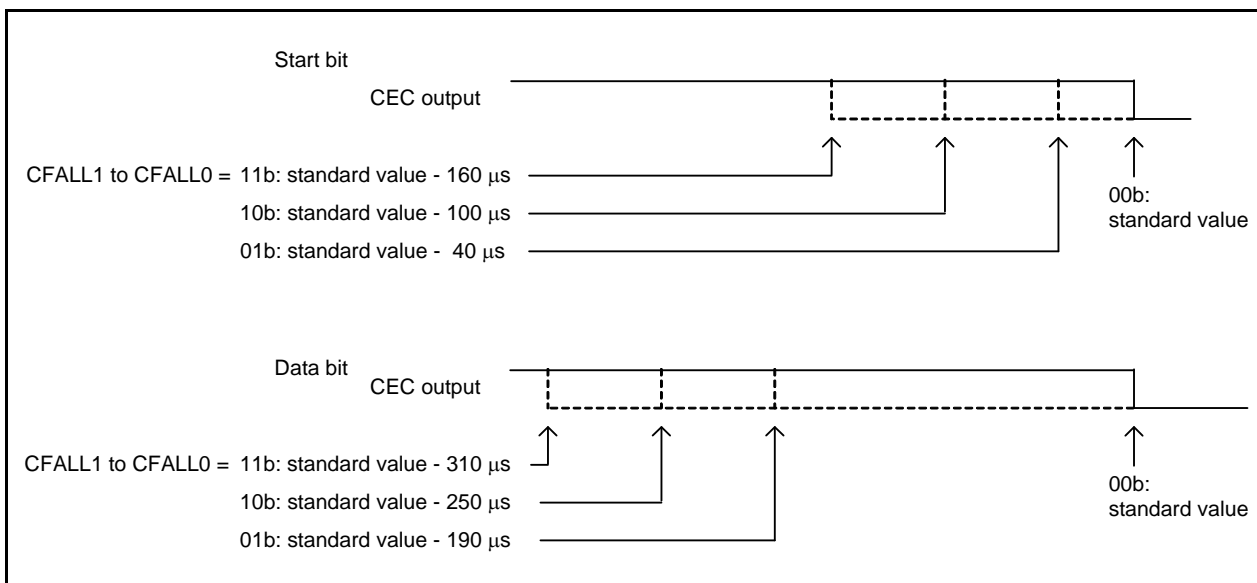 Start bit
CEC output
CFALL1 to CFALL0 = 11b: standard value - 160 μs
10b: standard value - 100 μs
01b: standard value -  40 μs
00b:
standard value
Data bit
CEC output
CFALL1 to CFALL0 = 11b: standard value - 310 μs
10b: standard value - 250 μs
01b: standard value - 190 μs
00b:
standard value